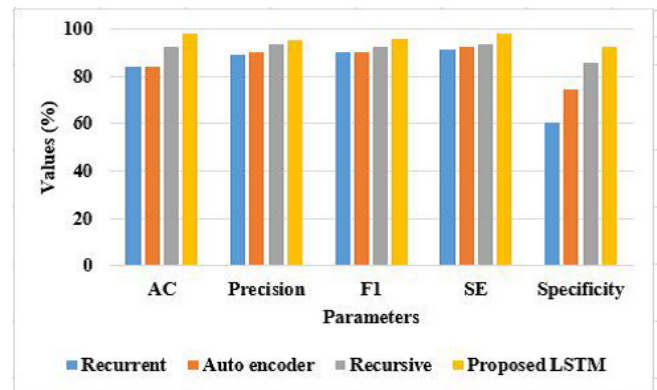 100
80
60
40
20
0
Values (%)
AC Precision F1 SE Specificity
Parameters
Recurrent Auto encoder Recursive Proposed LSTM